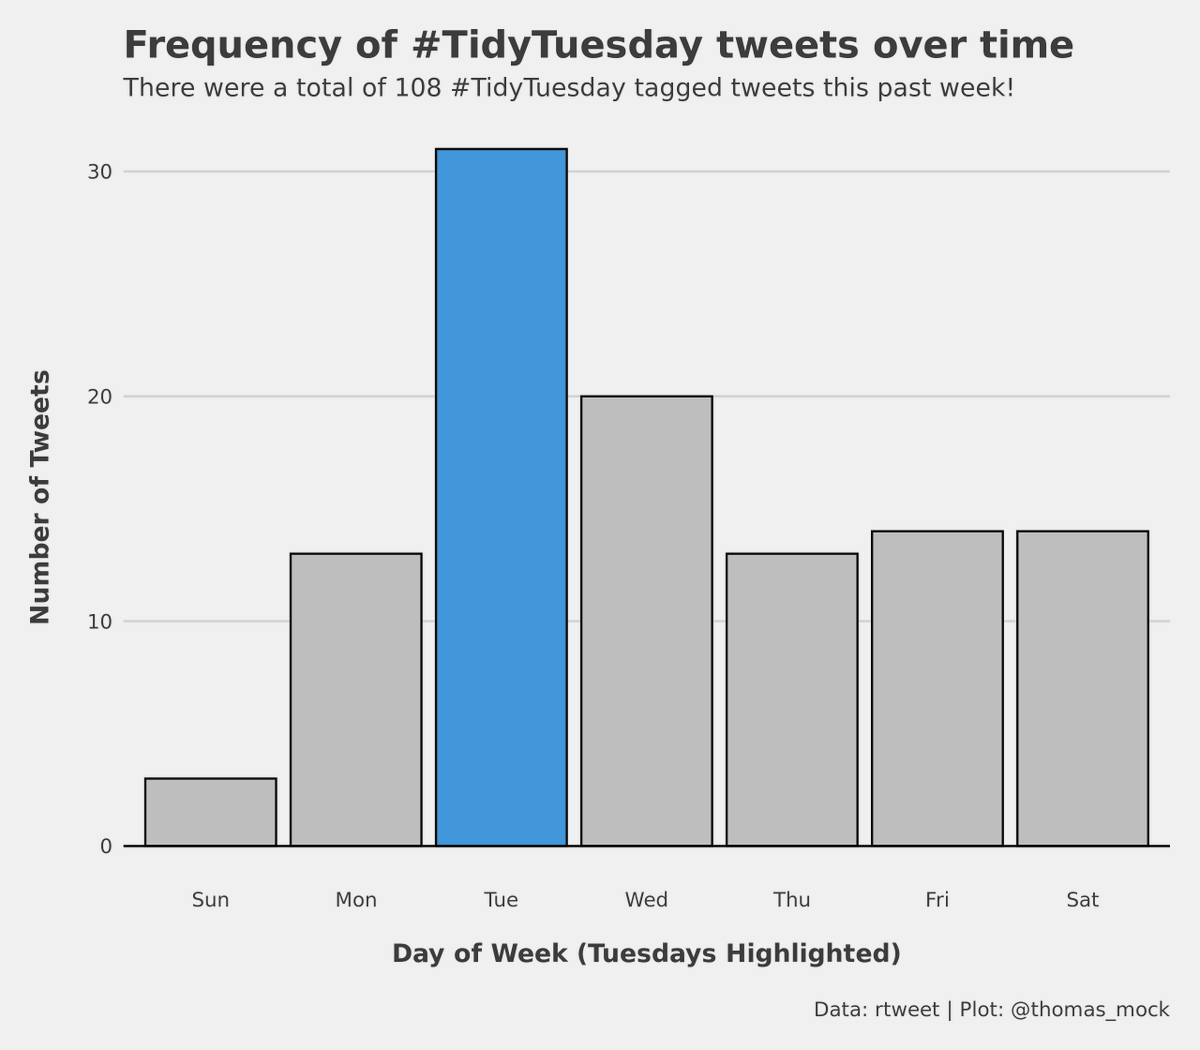 Frequency of #TidyTuesday tweets over time
There were a total of 108 #TidyTuesday tagged tweets this past week!
Number of Tweets
30
20
10
0
Sun Mon Tue Wed Thu Fri Sat
Day of Week (Tuesdays Highlighted)
Data: rtweet | Plot: @thomas_mock